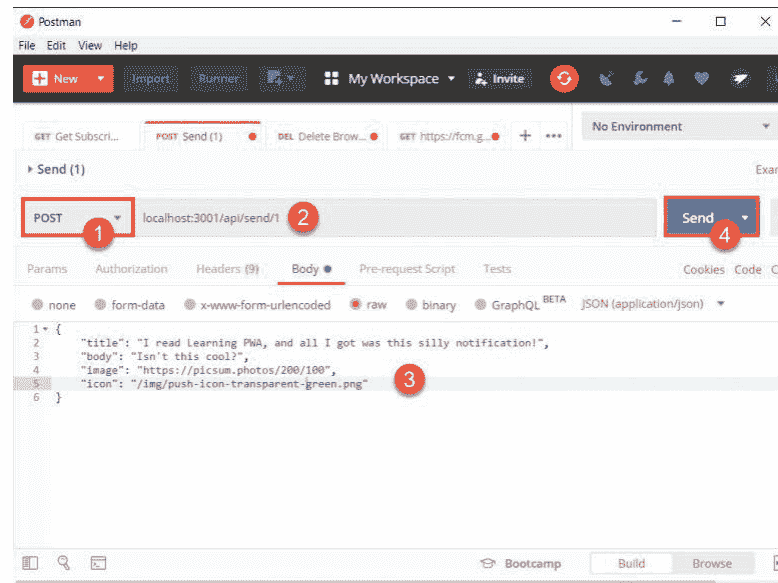 Postman
File Edit View Help
New Import Runner My Workspace Invite
GET Get Subscri... POST Send (1) DEL Delete Brow... GET https://fcm.g... + ••• No Environment
Send (1)
POST 1 localhost:3001/api/send/1 2 Send 4
Params Authorization Headers (9) Body Pre-request Script Tests Cookies Code
none form-data x-www-form-urlencoded raw binary GraphQL BETA JSON (application/json)
1 {
2 "title": "I read Learning PWA, and all I got was this silly notification!",
3 "body": "Isn't this cool?",
4 "image": "https://picsum.photos/200/100",
5 "icon": "/img/push-icon-transparent-green.png" 3
6 }
Bootcamp Build Browse